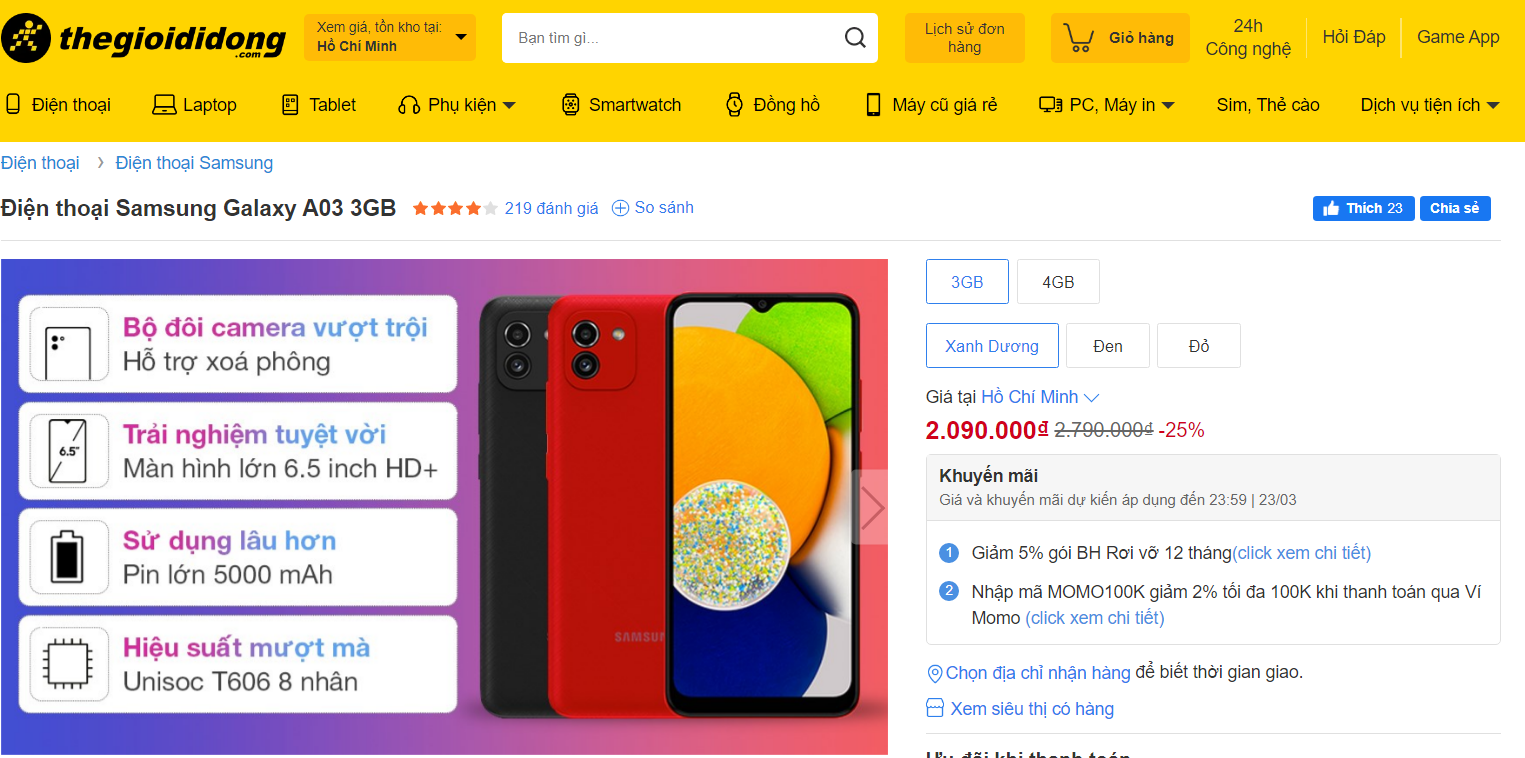 thegioididong
.com
Xem giá, tồn kho tại:
Hồ Chí Minh
Bạn tìm gì...
Lịch sử đơn
hàng
Giỏ hàng
24h
Công nghệ
Hỏi Đáp
Game App
Điện thoại
Laptop
Tablet
Phụ kiện
Smartwatch
Đồng hồ
Máy cũ giá rẻ
PC, Máy in
Sim, Thẻ cào
Dịch vụ tiện ích
Điện thoại › Điện thoại Samsung
Điện thoại Samsung Galaxy A03 3GB
219 đánh giá
So sánh
Thích 23
Chia sẻ
Bộ đôi camera vượt trội
Hỗ trợ xoá phông
6.5"
Trải nghiệm tuyệt vời
Màn hình lớn 6.5 inch HD+
Sử dụng lâu hơn
Pin lớn 5000 mAh
Hiệu suất mượt mà
Unisoc T606 8 nhân
SAMSUN
3GB
4GB
Xanh Dương
Đen
Đỏ
Giá tại Hồ Chí Minh
2.090.000₫ 2.790.000₫ -25%
Khuyến mãi
Giá và khuyến mãi dự kiến áp dụng đến 23:59 | 23/03
1 Giảm 5% gói BH Rơi vỡ 12 tháng(click xem chi tiết)
2 Nhập mã MOMO100K giảm 2% tối đa 100K khi thanh toán qua Ví
Momo (click xem chi tiết)
Chọn địa chỉ nhận hàng để biết thời gian giao.
Xem siêu thị có hàng
Ưu đãi khi thanh toán